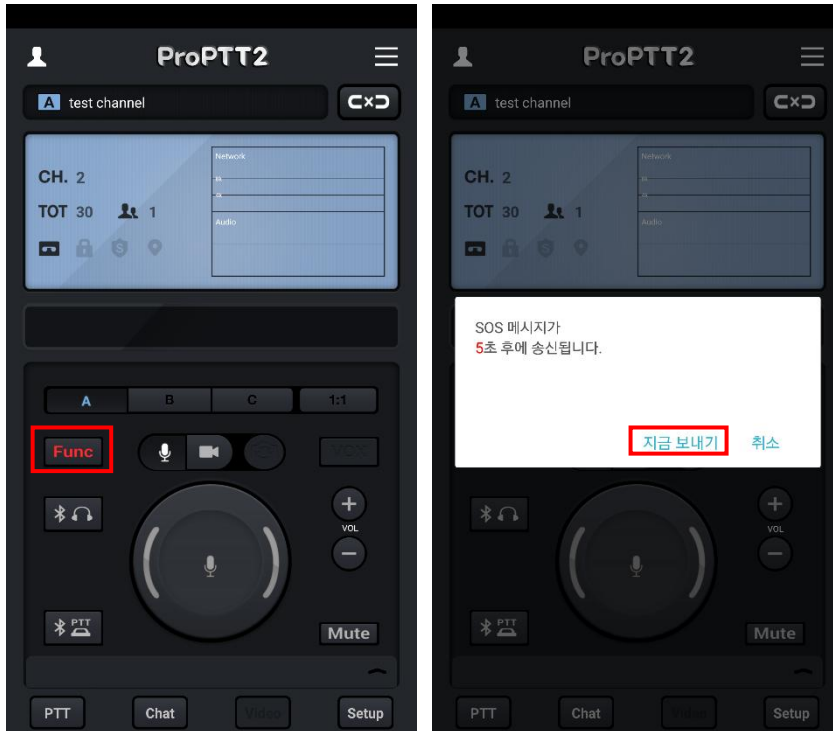 ProPTT2
A test channel
CH. 2
TOT 30 1
Network
Audio
A B C 1:1
Func
VOL
PTT
Mute
PTT Chat Video Setup
ProPTT2
A test channel
CH. 2
TOT 30 1
Network
Audio
SOS 메시지가
5초 후에 송신됩니다.
지금 보내기 취소
VOL
PTT
Mute
PTT Chat Video Setup